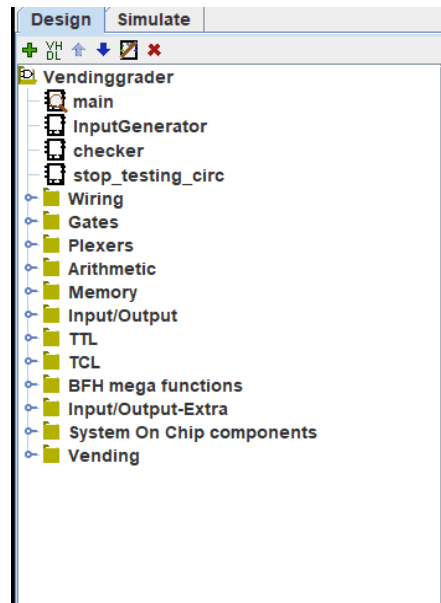 Design Simulate
VH
DL
Vendinggrader
main
InputGenerator
checker
stop_testing_circ
Wiring
Gates
Plexers
Arithmetic
Memory
Input/Output
TTL
TCL
BFH mega functions
Input/Output-Extra
System On Chip components
Vending